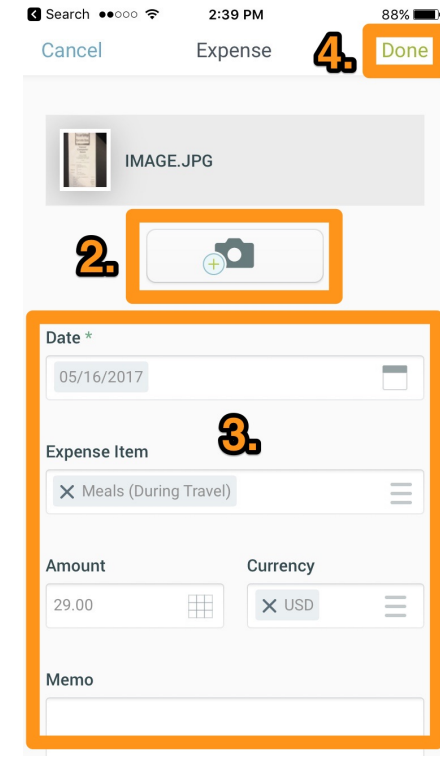 Search 2:39 PM 88%
Cancel Expense 4. Done
IMAGE.JPG
2.
Date *
05/16/2017
3.
Expense Item
Meals (During Travel)
Amount Currency
29.00 USD
Memo